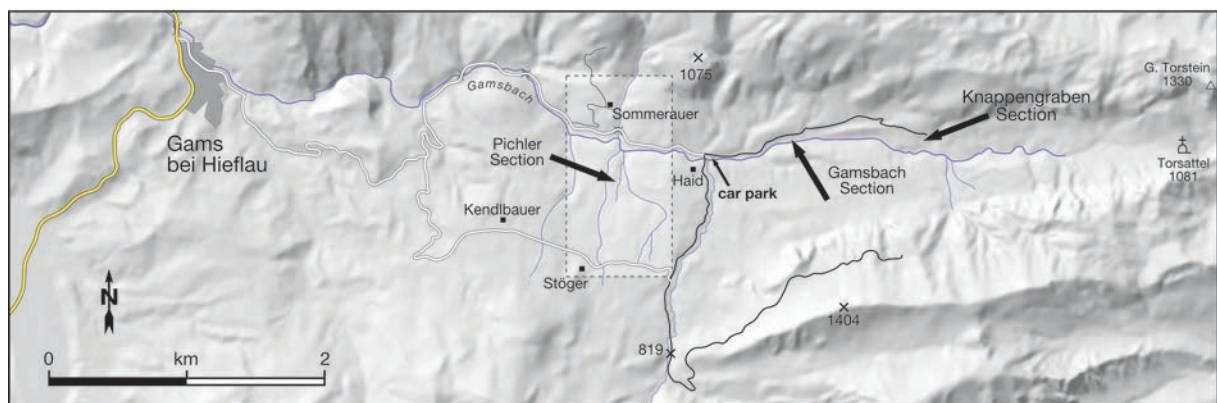 1075
G. Torstein
1330
Gamsbach
Sommerauer
Knappengraben
Section
Gams
bei Hieflau
Pichler
Section
Haid
car park
Gamsbach
Section
Torsattel
1081
Kendlbauer
Stöger
N
1404
819
0
km
2